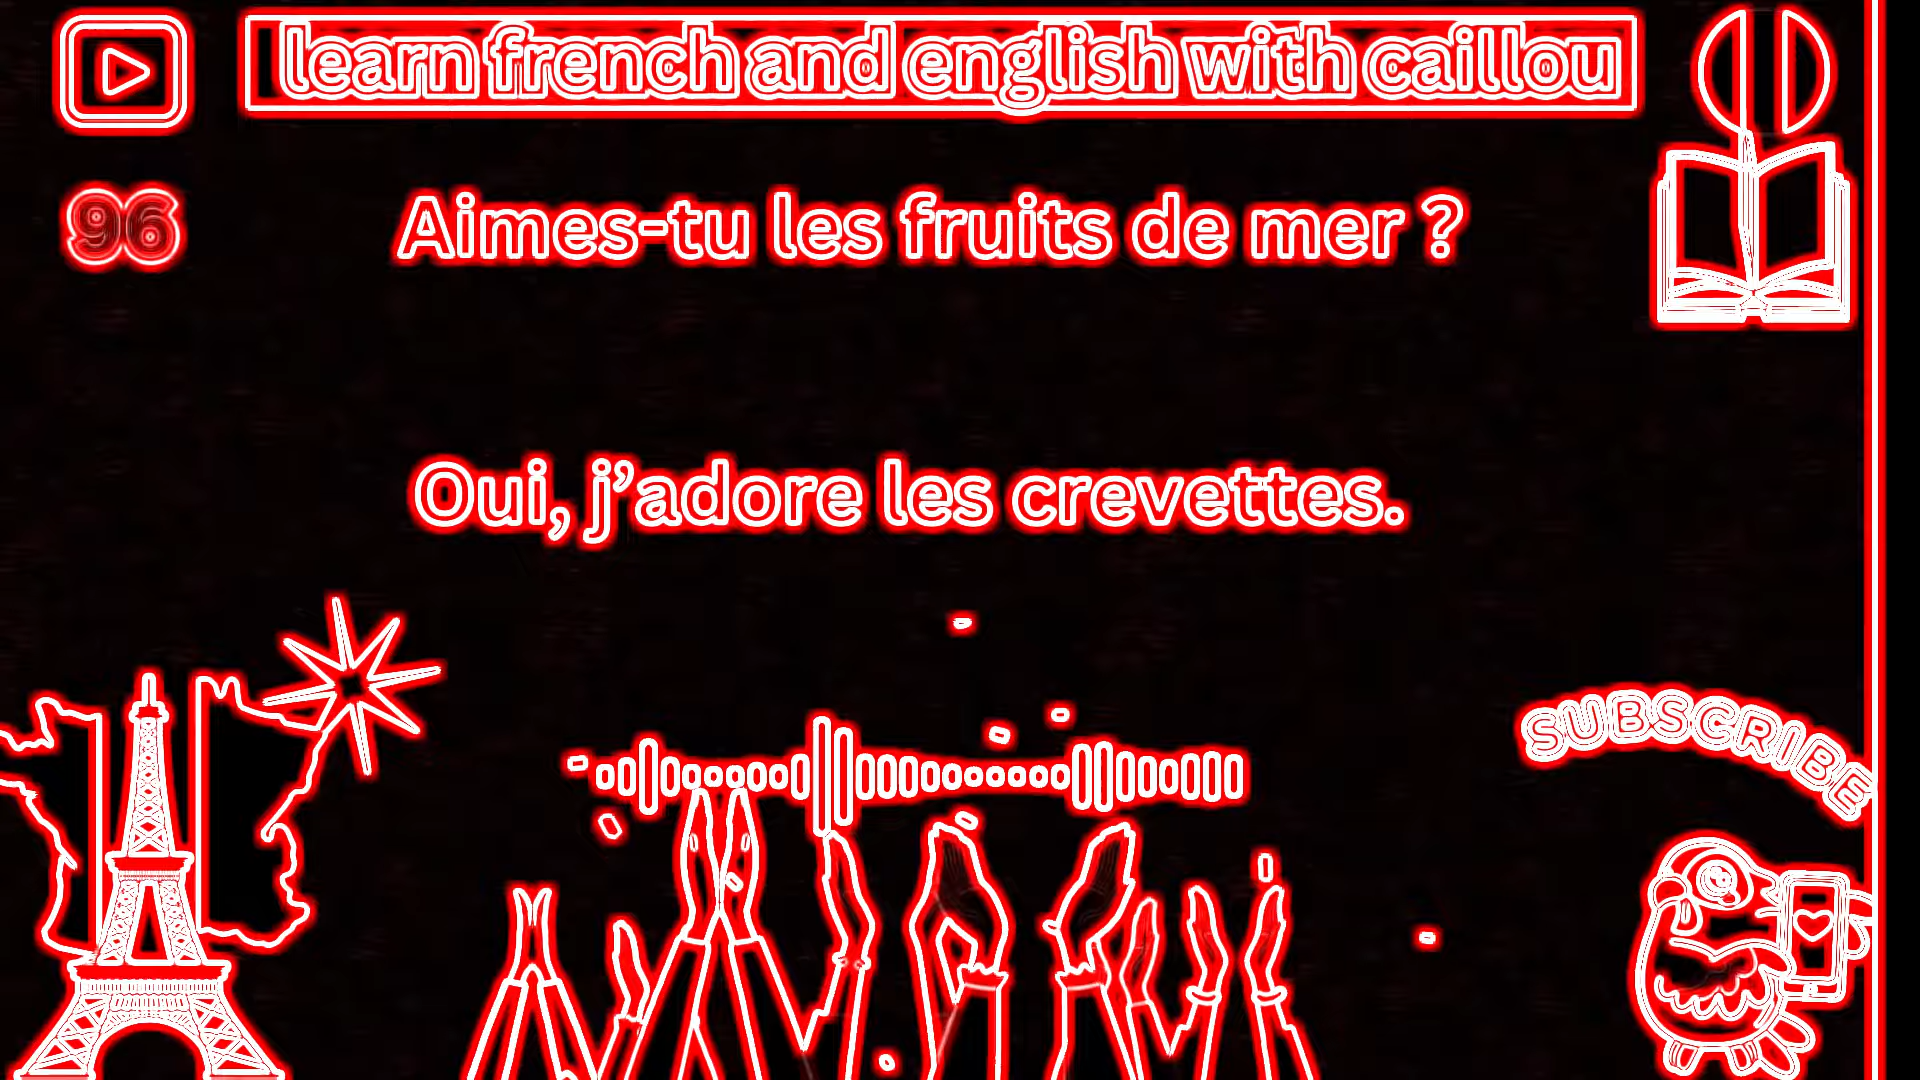 learn french and english with caillou
96
Aimes-tu les fruits de mer ?
Oui, j’adore les crevettes.
SUBSCRIBE